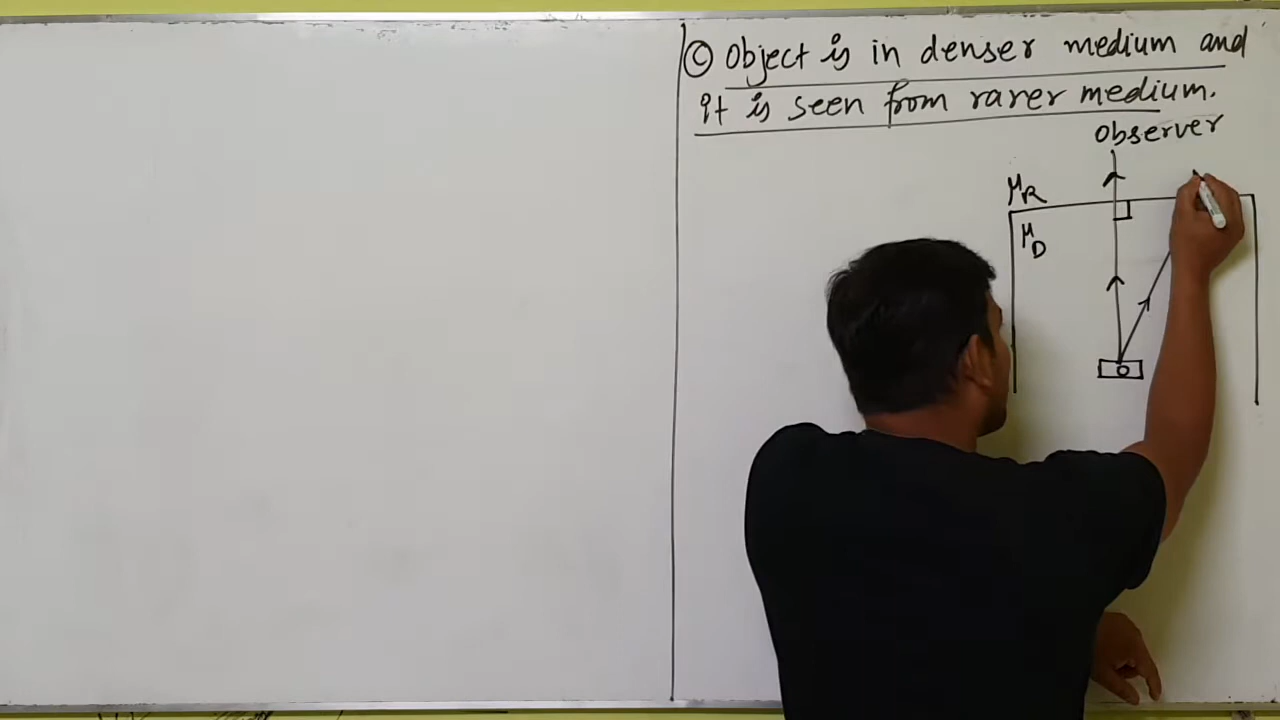 © Object is in denser medium and
it is seen from rarer medium.
Observer
μR
μD
O